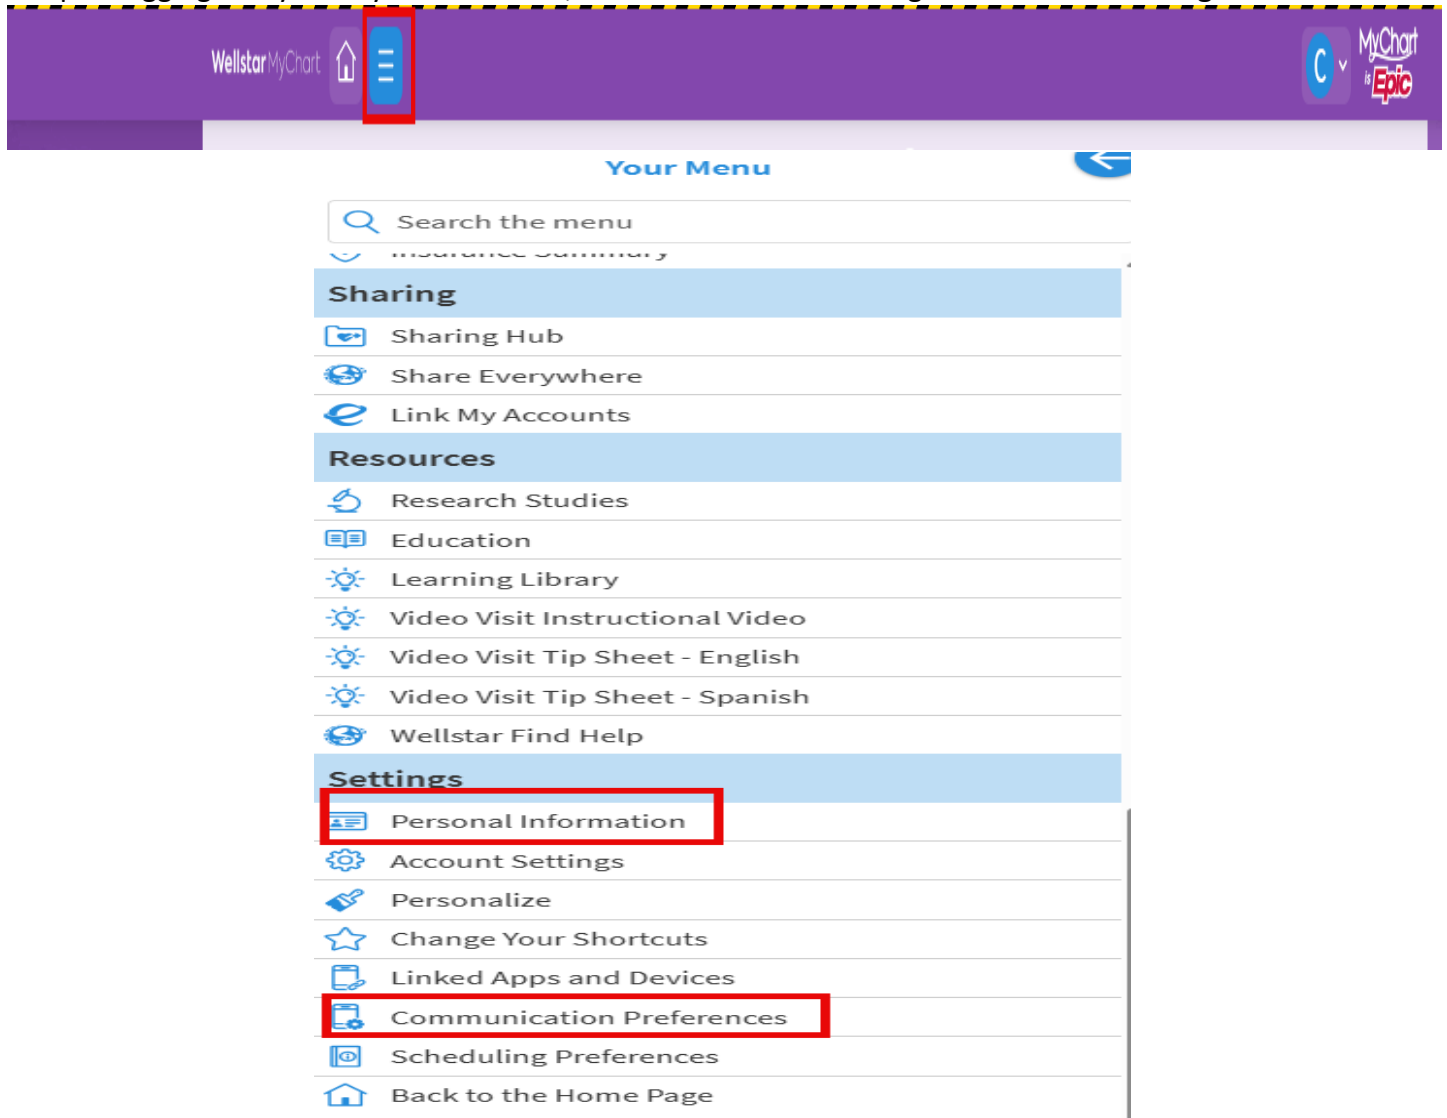 Wellstar MyChart
C
MyChart
is Epic
Your Menu
Search the menu
Insurance Summary
Sharing
Sharing Hub
Share Everywhere
Link My Accounts
Resources
Research Studies
Education
Learning Library
Video Visit Instructional Video
Video Visit Tip Sheet - English
Video Visit Tip Sheet - Spanish
Wellstar Find Help
Settings
Personal Information
Account Settings
Personalize
Change Your Shortcuts
Linked Apps and Devices
Communication Preferences
Scheduling Preferences
Back to the Home Page